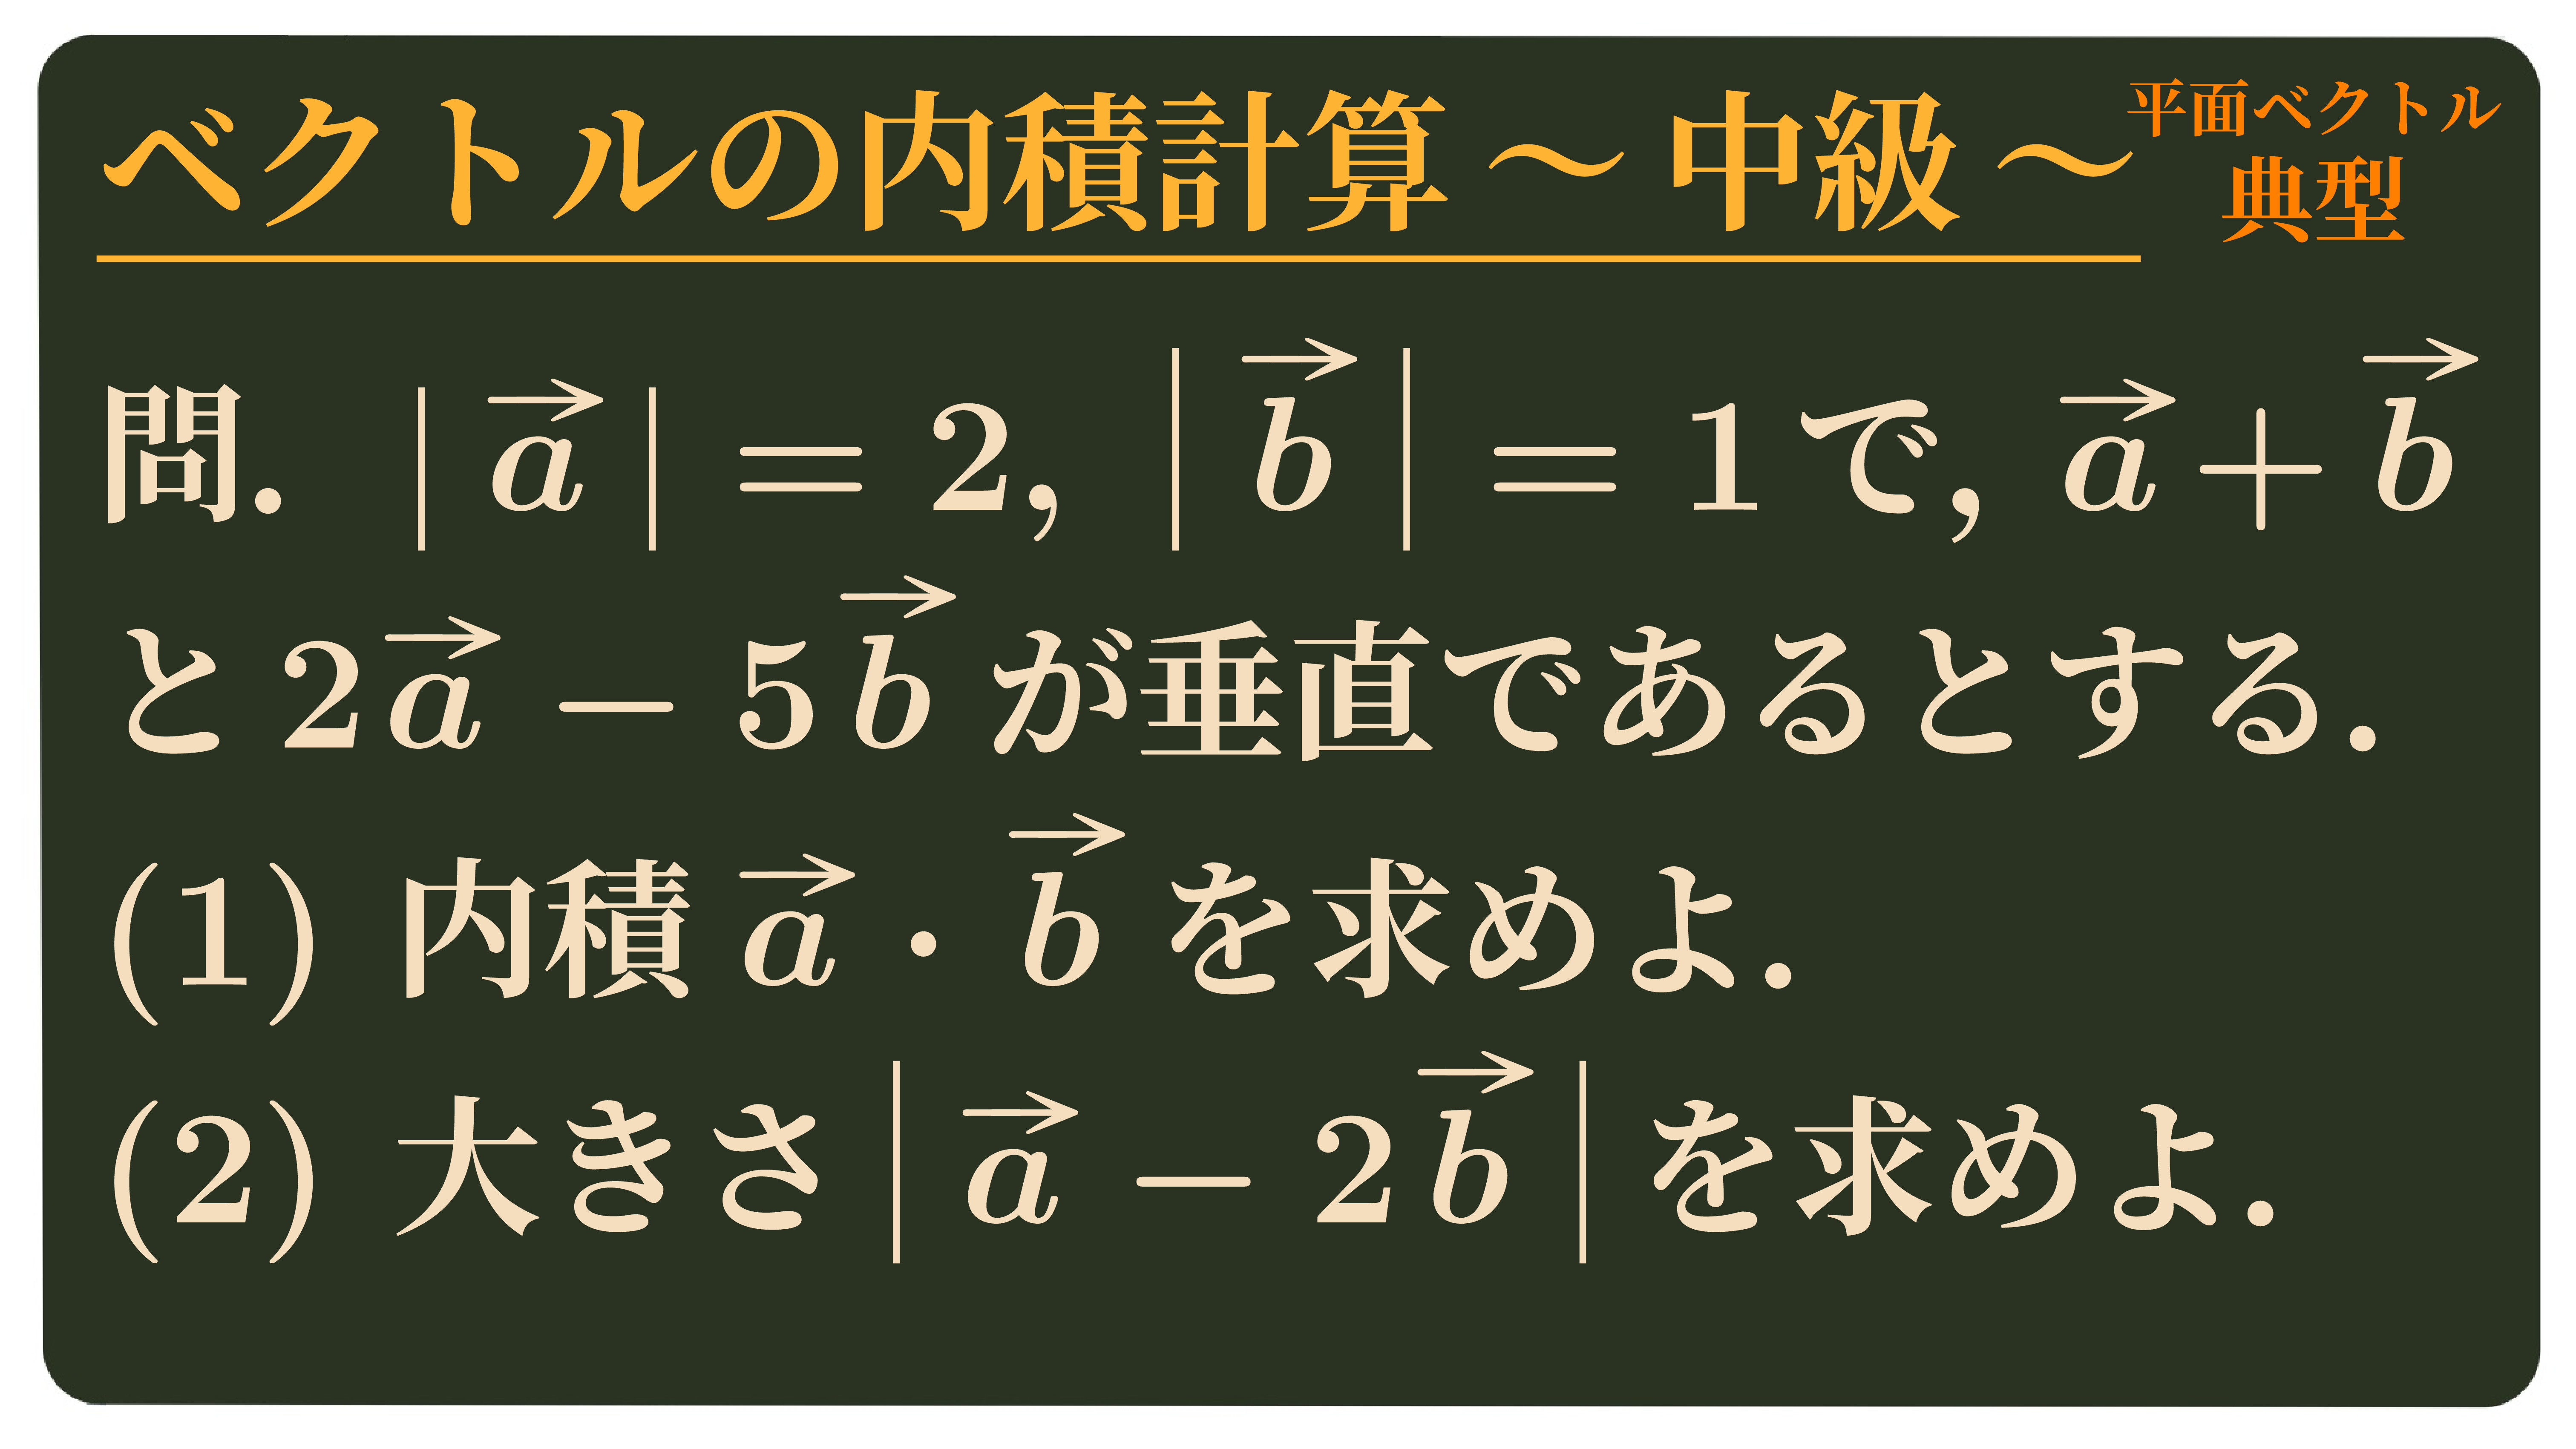 ベクトルの内積計算 ～ 中級 ～
平面ベクトル
典型
問. |a⃗| = 2, |b⃗| = 1 で, a⃗ + b⃗
と 2a⃗ − 5b⃗ が垂直であるとする.
(1) 内積 a⃗ · b⃗ を求めよ.
(2) 大きさ |a⃗ − 2b⃗| を求めよ.